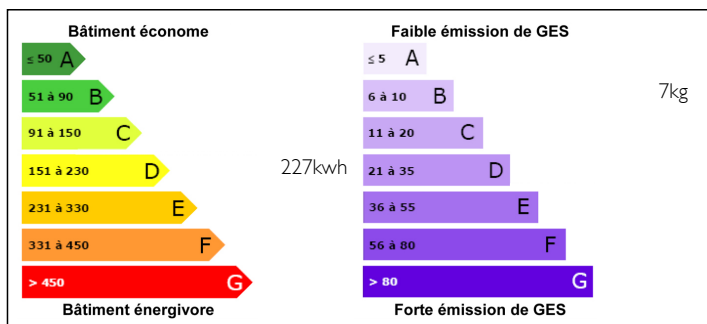 Bâtiment économe
≤ 50 A
51 à 90 B
91 à 150 C
151 à 230 D
227kwh
231 à 330 E
331 à 450 F
> 450 G
Bâtiment énergivore
Faible émission de GES
≤ 5 A
6 à 10 B
7kg
11 à 20 C
21 à 35 D
36 à 55 E
56 à 80 F
> 80 G
Forte émission de GES